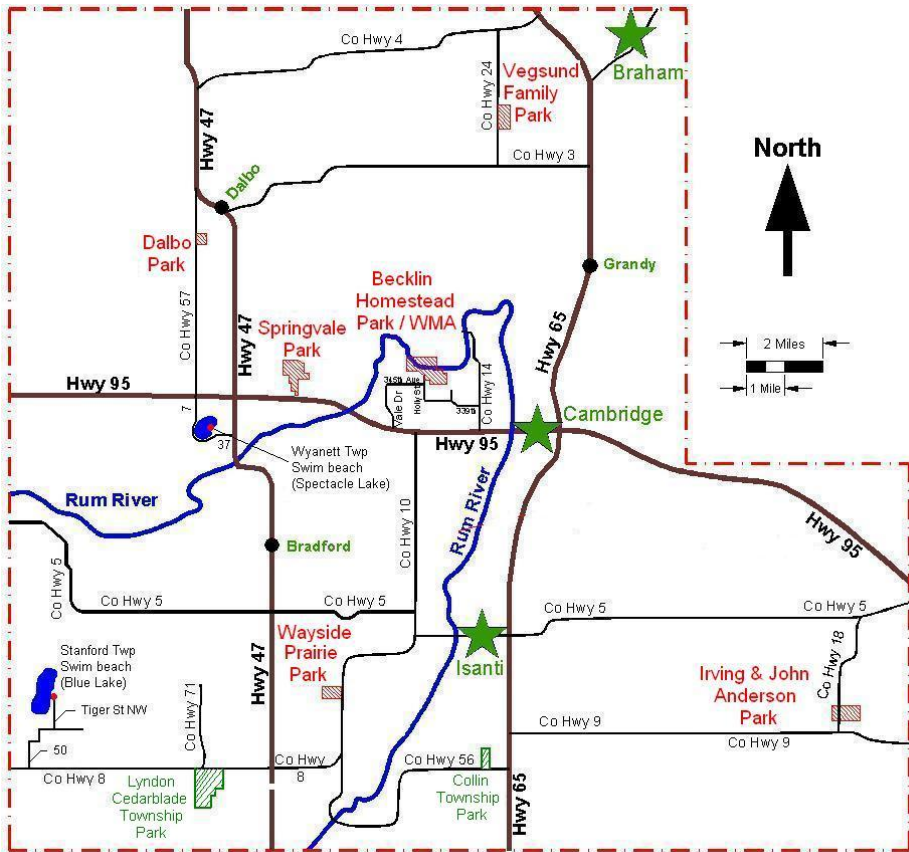 Co Hwy 4
Braham
Vegsund
Family
Park
Co Hwy 24
Hwy 47
Co Hwy 3
North
Dalbo
Dalbo
Park
Grandy
Becklin
Homestead
Park / WMA
Co Hwy 57
Hwy 47
Springvale
Park
Hwy 65
2 Miles
1 Mile
Hwy 95
345th Ave
Vale Dr
Holly St
339th
Co Hwy 14
Cambridge
7
37
Hwy 95
Wyanett Twp
Swim beach
(Spectacle Lake)
Rum River
Co Hwy 10
Rum River
Hwy 95
Bradford
Co Hwy 5
Co Hwy 5
Co Hwy 5
Co Hwy 5
Co Hwy 5
Stanford Twp
Swim beach
(Blue Lake)
Wayside
Prairie
Park
Isanti
Co Hwy 18
Hwy 47
Irving & John
Anderson
Park
Tiger St NW
Co Hwy 71
50
Co Hwy 9
Co Hwy 9
Co Hwy 8
Co Hwy
8
Co Hwy 56
Lyndon
Cedarblade
Township
Park
Collin
Township
Park
Hwy 65